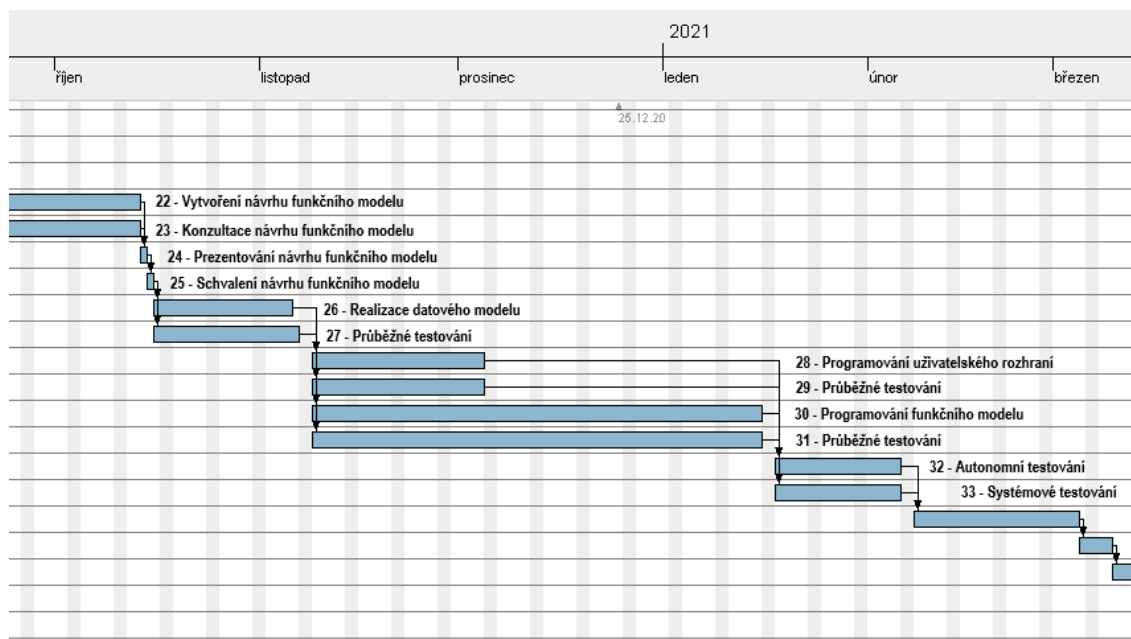 2021
říjen listopad prosinec leden únor březen
25.12.20
22 - Vytvoření návrhu funkčního modelu
23 - Konzultace návrhu funkčního modelu
24 - Prezentování návrhu funkčního modelu
25 - Schvalení návrhu funkčního modelu
26 - Realizace datového modelu
27 - Průběžné testování
28 - Programování uživatelského rozhraní
29 - Průběžné testování
30 - Programování funkčního modelu
31 - Průběžné testování
32 - Autonomní testování
33 - Systémové testování